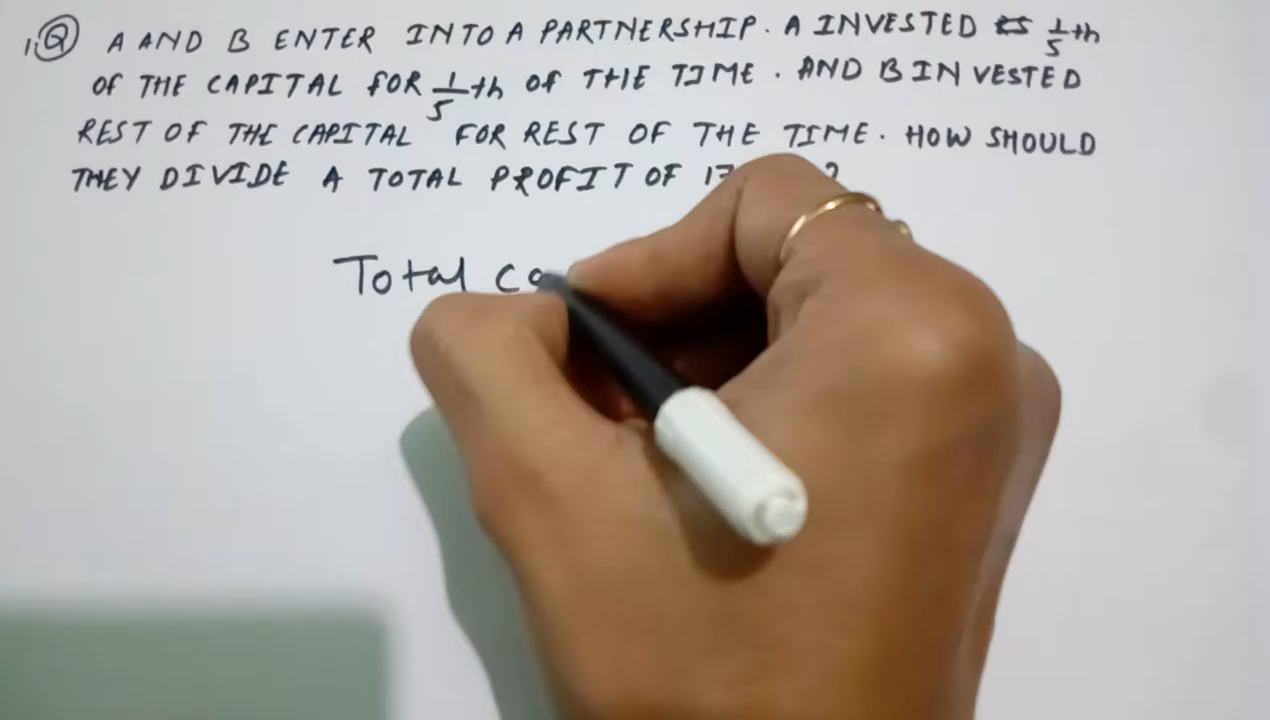 1. Q A AND B ENTER INTO A PARTNERSHIP. A INVESTED 1/5th
OF THE CAPITAL FOR 1/5th OF THE TIME. AND B INVESTED
REST OF THE CAPITAL FOR REST OF THE TIME. HOW SHOULD
THEY DIVIDE A TOTAL PROFIT OF ?
Total